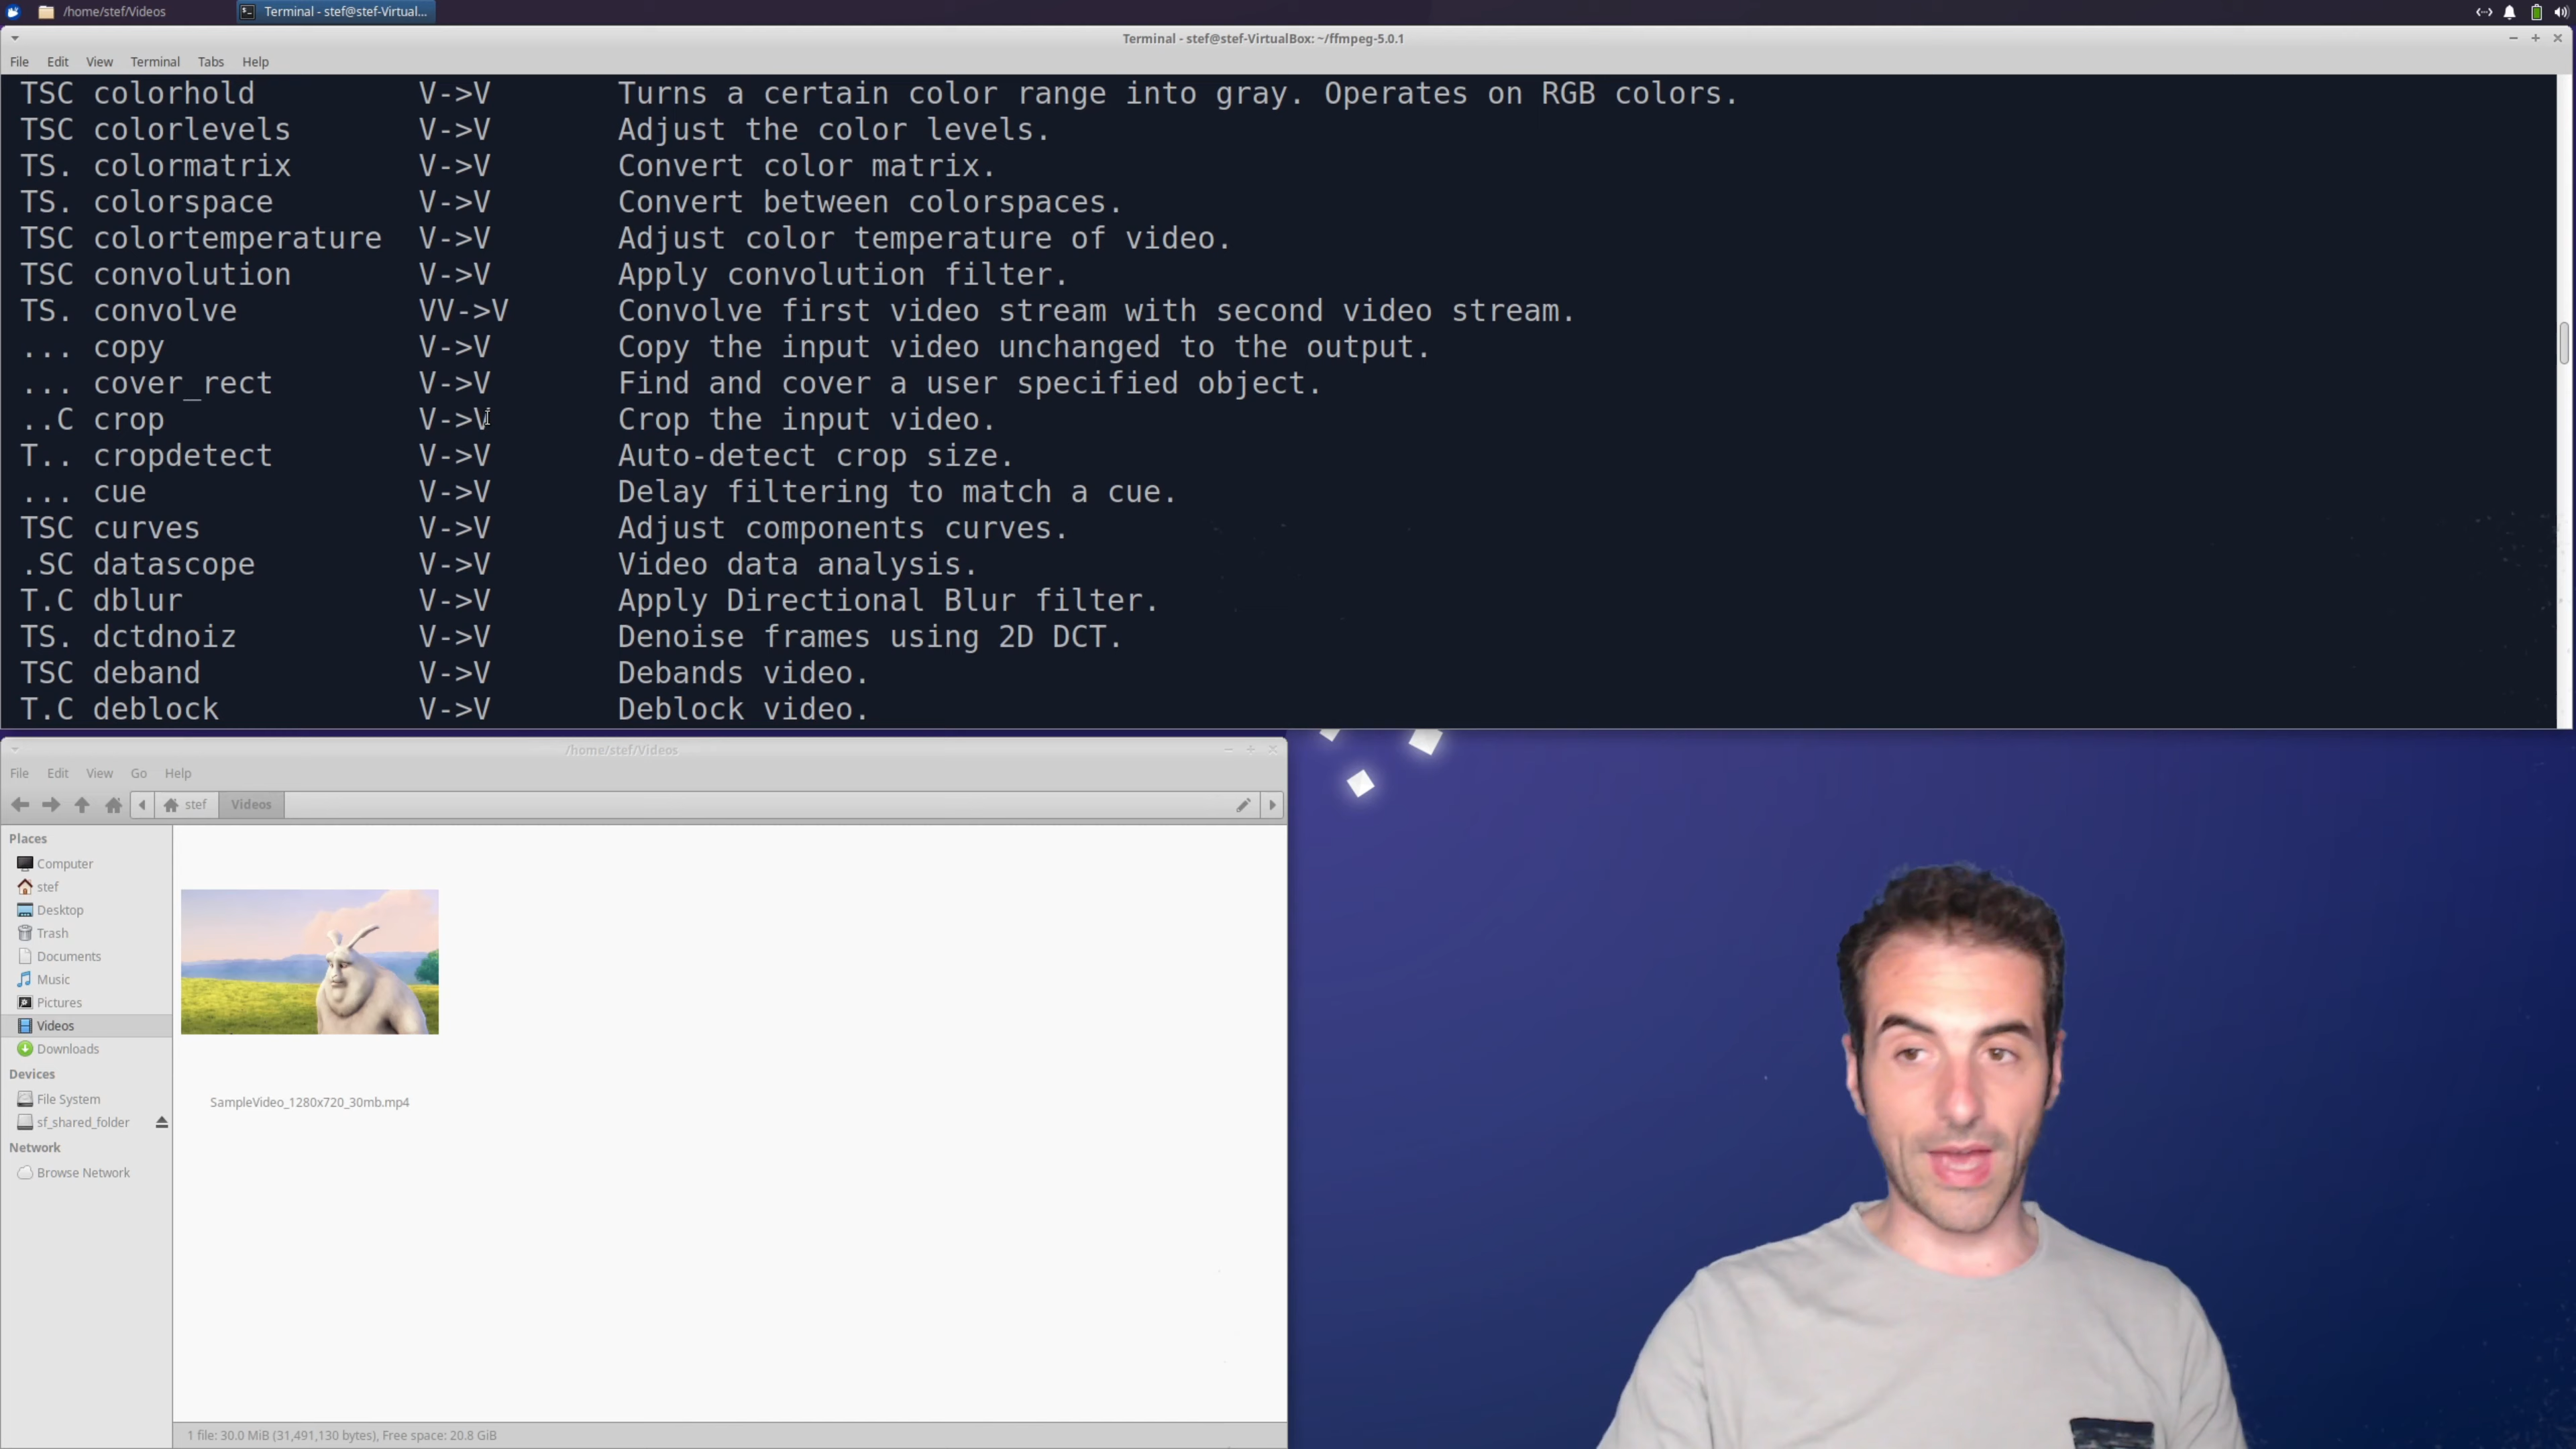 /home/stef/Videos
Terminal - stef@stef-Virtual...
Terminal - stef@stef-VirtualBox: ~/ffmpeg-5.0.1
File Edit View Terminal Tabs Help
TSC colorhold V->V Turns a certain color range into gray. Operates on RGB colors.
TSC colorlevels V->V Adjust the color levels.
TS. colormatrix V->V Convert color matrix.
TS. colorspace V->V Convert between colorspaces.
TSC colortemperature V->V Adjust color temperature of video.
TSC convolution V->V Apply convolution filter.
TS. convolve VV->V Convolve first video stream with second video stream.
... copy V->V Copy the input video unchanged to the output.
... cover_rect V->V Find and cover a user specified object.
..C crop V->V Crop the input video.
T.. cropdetect V->V Auto-detect crop size.
... cue V->V Delay filtering to match a cue.
TSC curves V->V Adjust components curves.
.SC datascope V->V Video data analysis.
T.C dblur V->V Apply Directional Blur filter.
TS. dctdnoiz V->V Denoise frames using 2D DCT.
TSC deband V->V Debands video.
T.C deblock V->V Deblock video.
/home/stef/Videos
File Edit View Go Help
stef Videos
Places
Computer
stef
Desktop
Trash
Documents
Music
Pictures
Videos
Downloads
Devices
File System
sf_shared_folder
Network
Browse Network
SampleVideo_1280x720_30mb.mp4
1 file: 30.0 MiB (31,491,130 bytes), Free space: 20.8 GiB